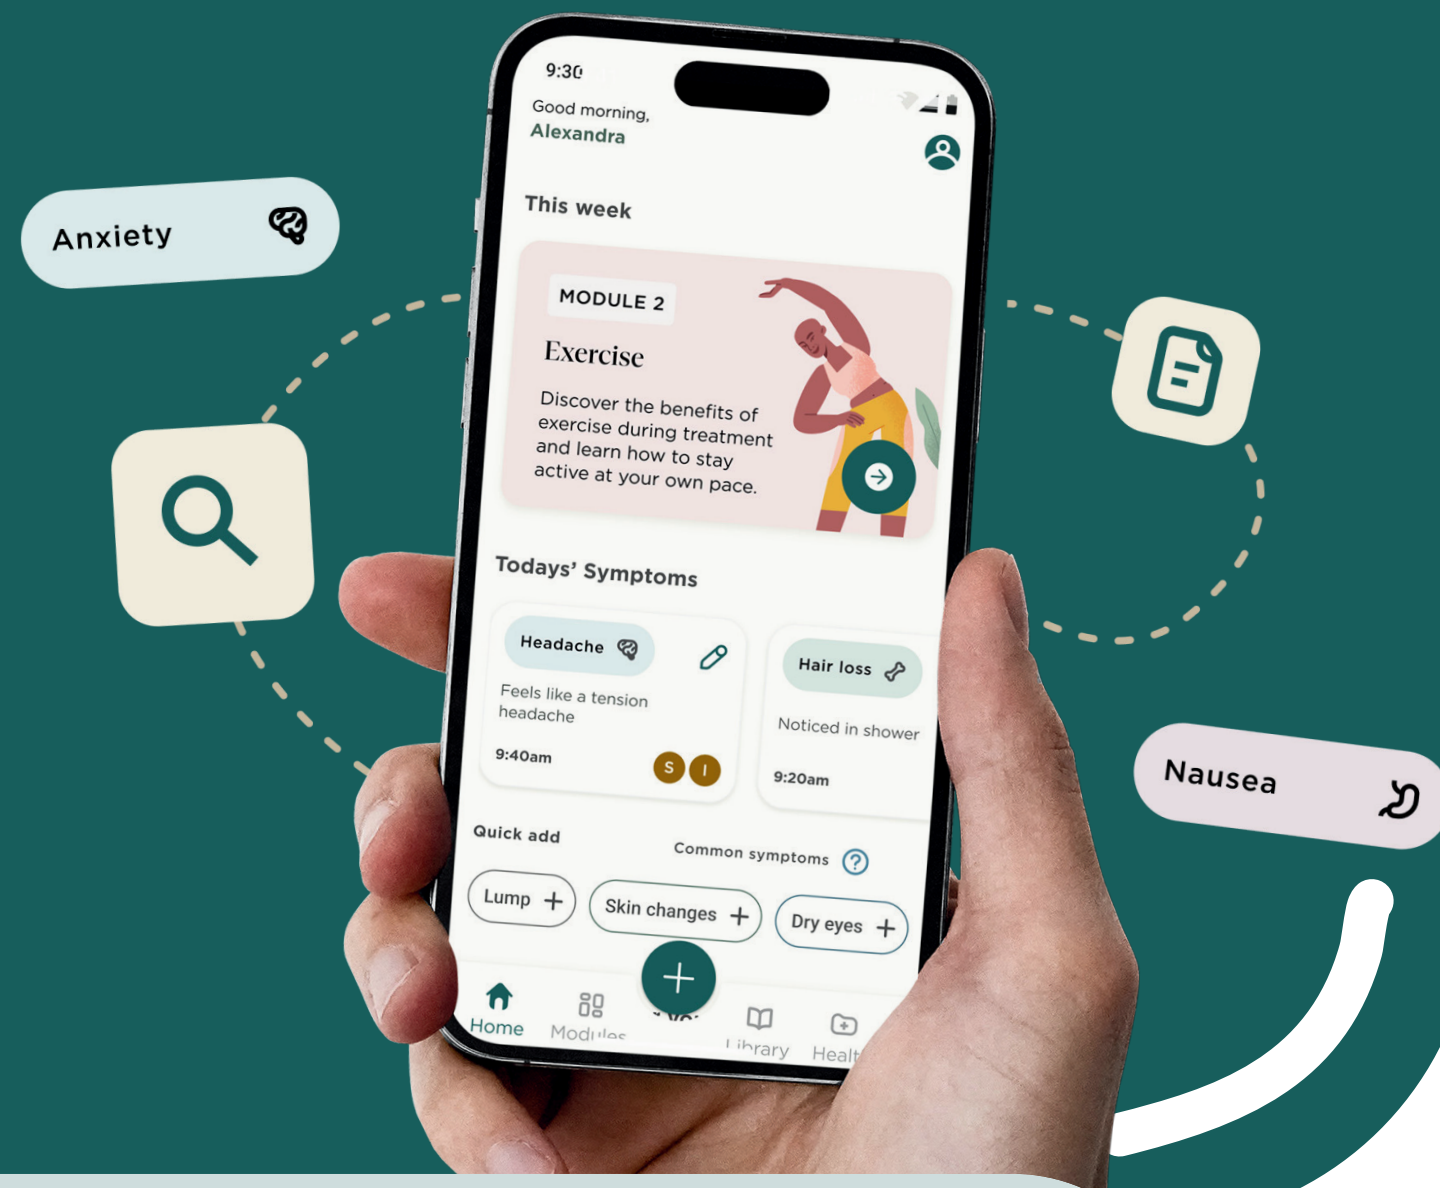 9:30
Good morning,
Alexandra
This week
MODULE 2
Exercise
Discover the benefits of
exercise during treatment
and learn how to stay
active at your own pace.
Anxiety
Todays’ Symptoms
Headache
Feels like a tension
headache
9:40am
S I
Hair loss
Noticed in shower
9:20am
Nausea
Quick add
Common symptoms ?
Lump +
Skin changes +
Dry eyes +
Home
Modules
Library
Healt